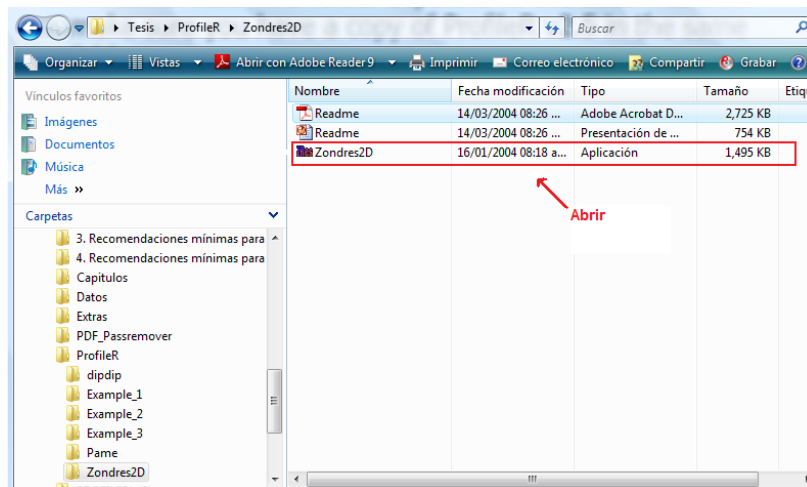 Tesis ▸ ProfileR ▸ Zondres2D
Buscar
Organizar Vistas Abrir con Adobe Reader 9 Imprimir Correo electrónico Compartir Grabar
Vínculos favoritos
Imágenes
Documentos
Música
Más »
Carpetas
3. Recomendaciones mínimas para
4. Recomendaciones mínimas para
Capitulos
Datos
Extras
PDF_Passremover
ProfileR
dipdip
Example_1
Example_2
Example_3
Pame
Zondres2D
Nombre Fecha modificación Tipo Tamaño Etiqu
Readme 14/03/2004 08:26 ... Adobe Acrobat D... 2,725 KB
Readme 14/03/2004 08:26 ... Presentación de ... 754 KB
Zondres2D 16/01/2004 08:18 a... Aplicación 1,495 KB
Abrir